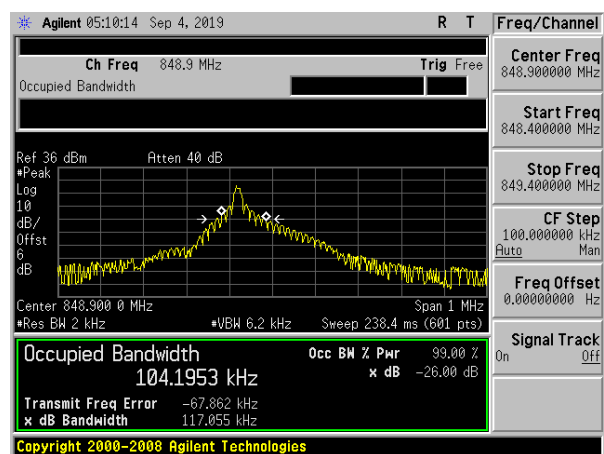 Agilent 05:10:14 Sep 4, 2019 R T
Freq/Channel
Ch Freq 848.9 MHz Trig Free
Occupied Bandwidth
Center Freq
848.900000 MHz
Start Freq
848.400000 MHz
Stop Freq
849.400000 MHz
CF Step
100.000000 kHz
Auto Man
Freq Offset
0.00000000 Hz
Signal Track
On Off
Ref 36 dBm Atten 40 dB
#Peak
Log
10
dB/
Offst
6
dB
Center 848.900 0 MHz Span 1 MHz
#Res BW 2 kHz #VBW 6.2 kHz Sweep 238.4 ms (601 pts)
Occupied Bandwidth Occ BW % Pwr 99.00 %
104.1953 kHz x dB -26.00 dB
Transmit Freq Error -67.862 kHz
x dB Bandwidth 117.055 kHz
Copyright 2000-2008 Agilent Technologies